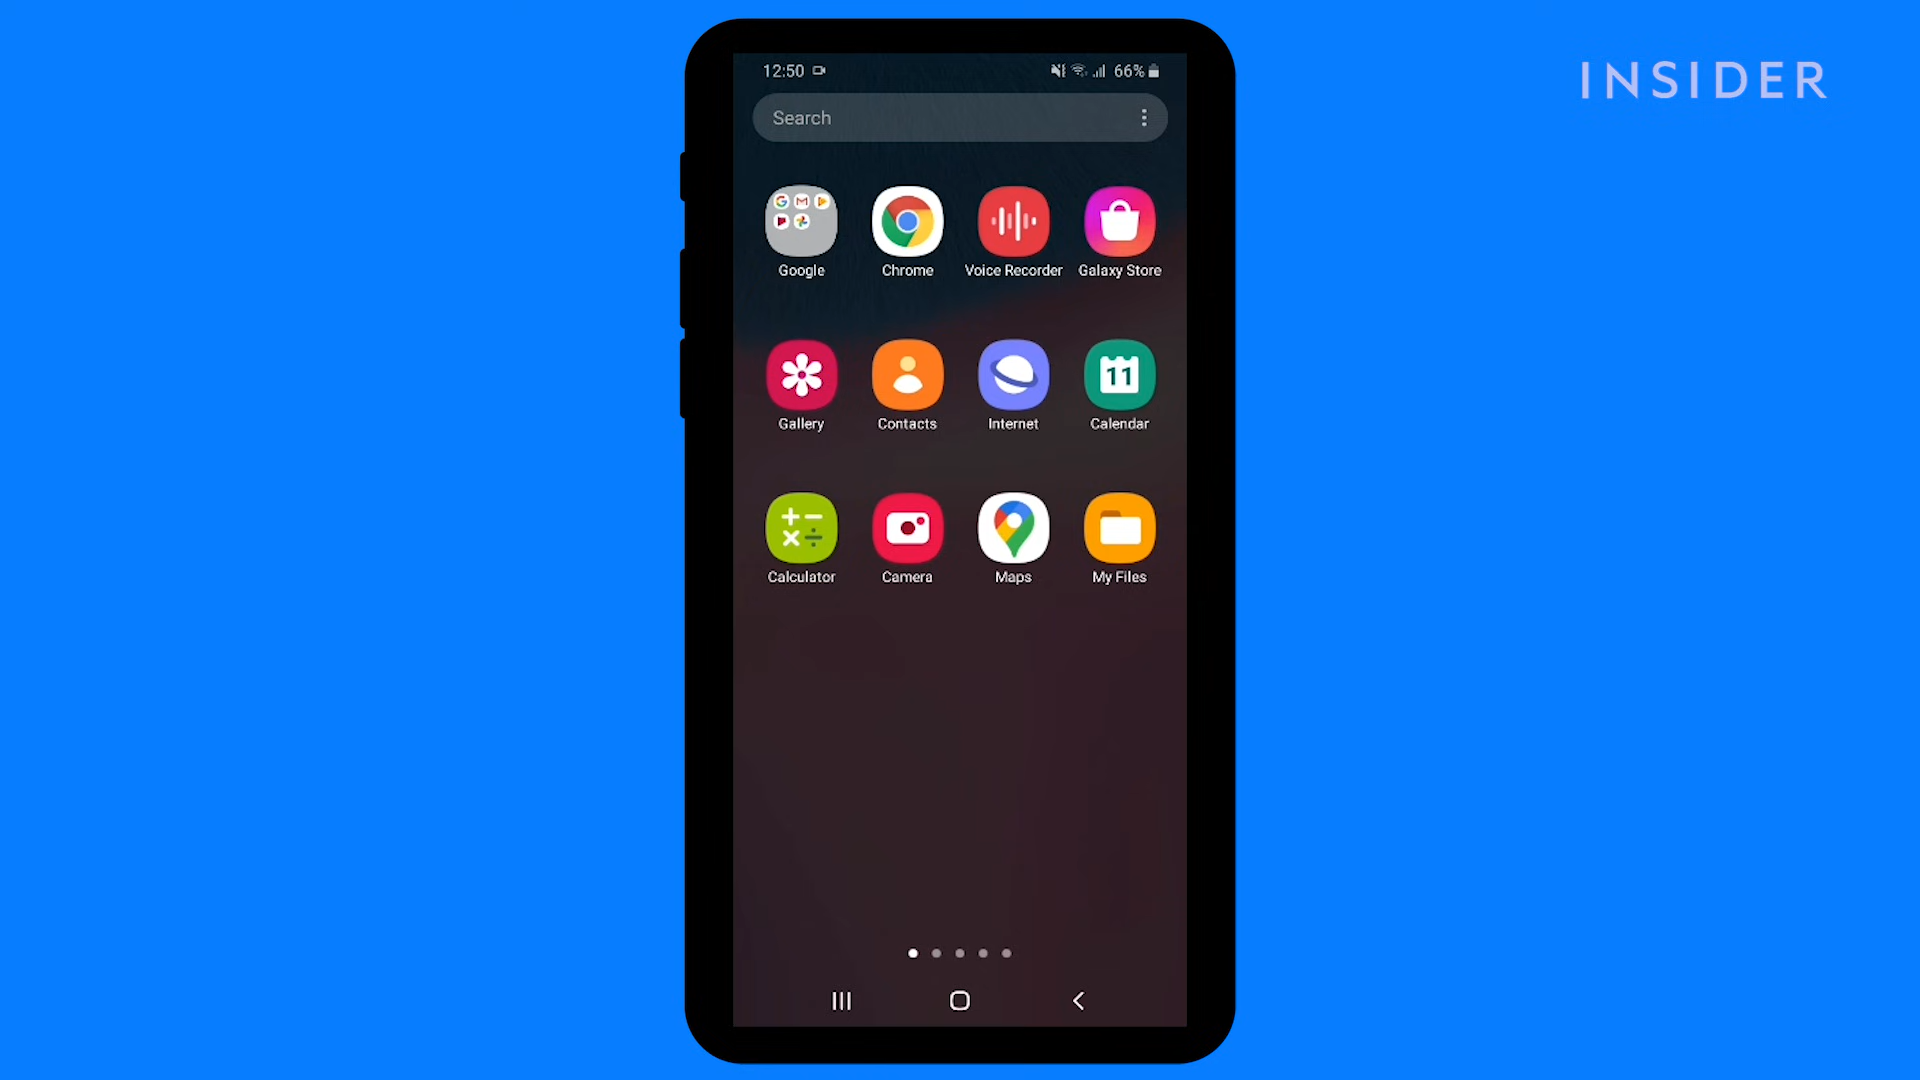 INSIDER
12:50
66%
Search
Google
Chrome
Voice Recorder
Galaxy Store
Gallery
Contacts
Internet
11
Calendar
Calculator
Camera
Maps
My Files